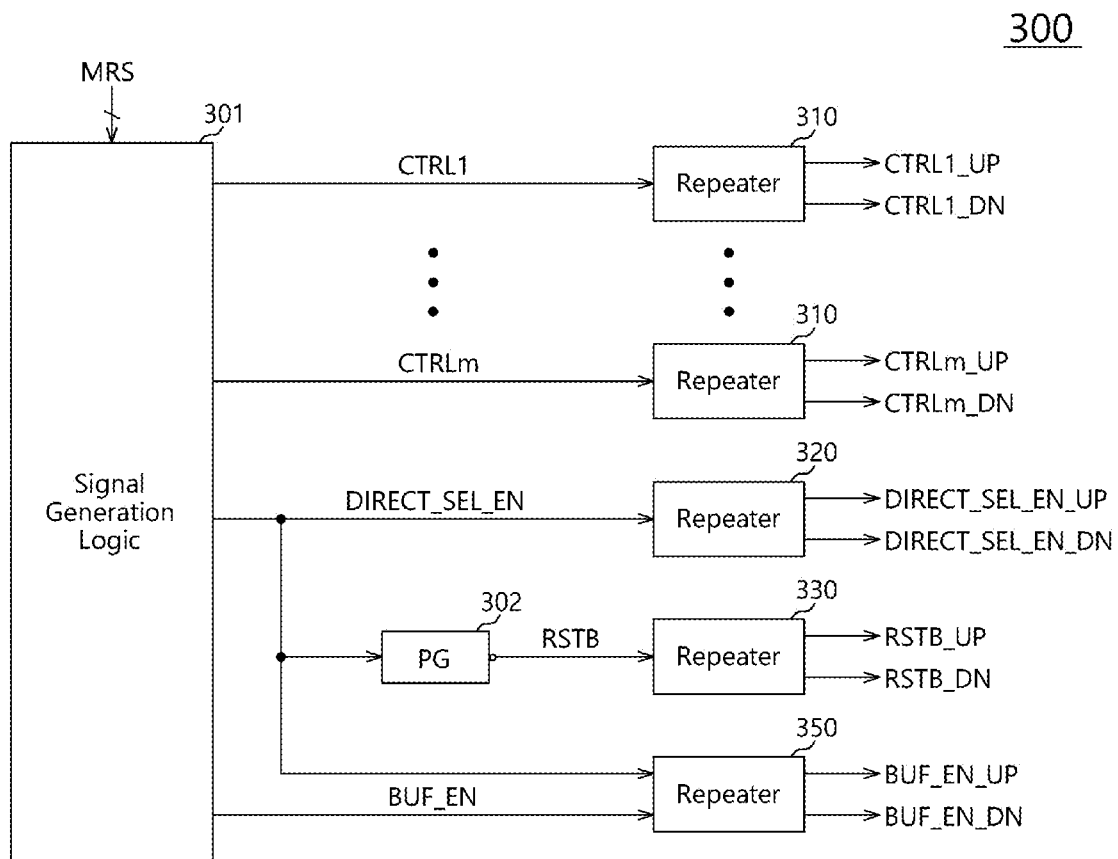 300
MRS
301
Signal
Generation
Logic
CTRL1
310
Repeater
CTRL1_UP
CTRL1_DN
CTRLm
310
Repeater
CTRLm_UP
CTRLm_DN
DIRECT_SEL_EN
320
Repeater
DIRECT_SEL_EN_UP
DIRECT_SEL_EN_DN
302
PG
RSTB
330
Repeater
RSTB_UP
RSTB_DN
BUF_EN
350
Repeater
BUF_EN_UP
BUF_EN_DN